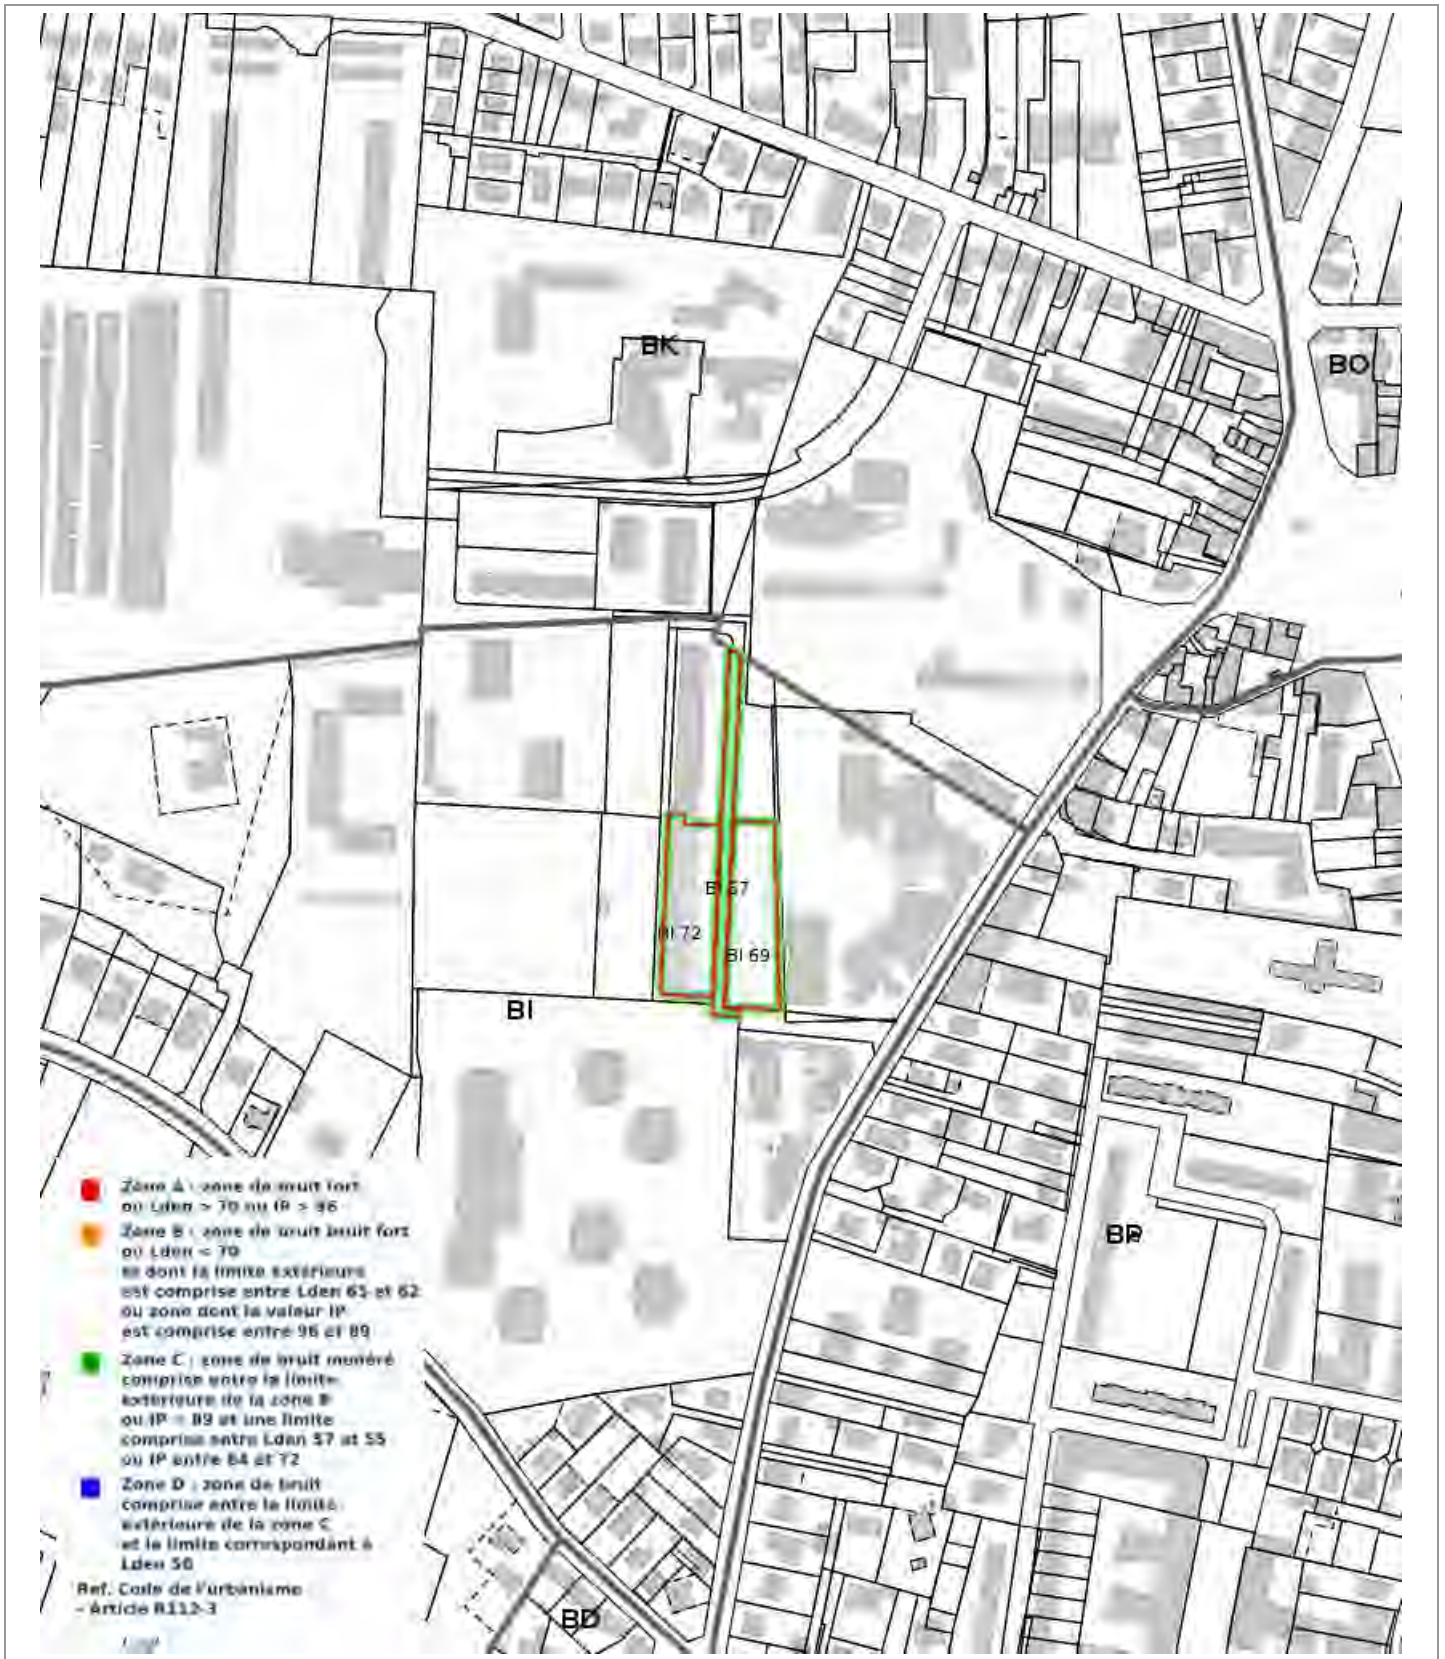 BK
BO
BI 67
BI 72
BI 69
BI
BP
BD
Zone A : zone de bruit fort
où Lden > 70 ou IP > 96
Zone B : zone de bruit bruit fort
où Lden < 70
et dont la limite extérieure
est comprise entre Lden 65 et 62
ou zone dont la valeur IP
est comprise entre 96 et 89
Zone C : zone de bruit modéré
comprise entre la limite
extérieure de la zone B
ou IP = 89 et une limite
comprise entre Lden 57 et 55
ou IP entre 84 et 72
Zone D : zone de bruit
comprise entre la limite
extérieure de la zone C
et la limite correspondant à
Lden 50
Ref. Code de l'urbanisme
- Article R112-3